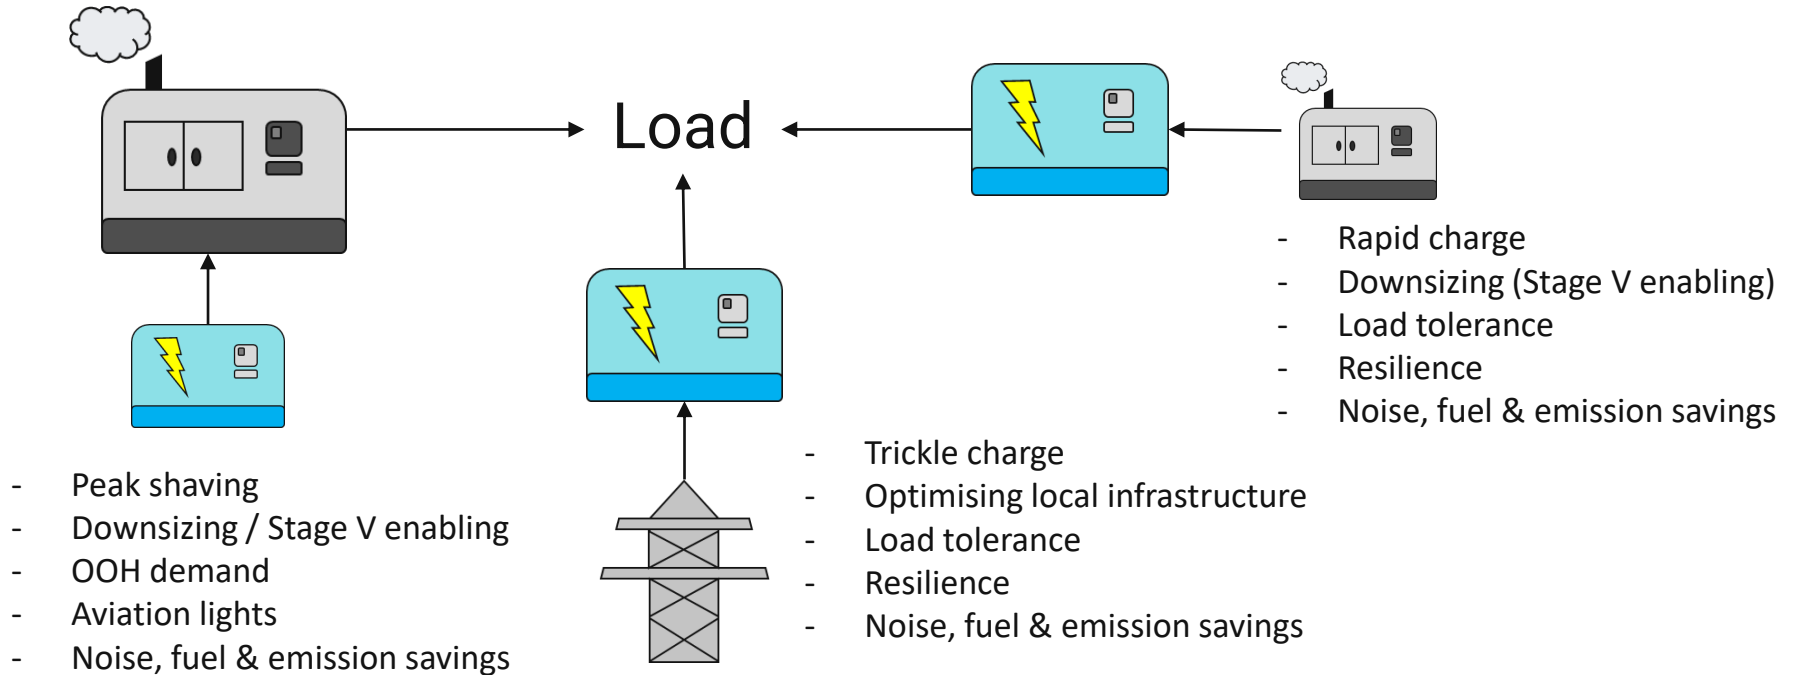 Load
- Rapid charge
- Downsizing (Stage V enabling)
- Load tolerance
- Resilience
- Noise, fuel & emission savings
- Trickle charge
- Optimising local infrastructure
- Load tolerance
- Resilience
- Noise, fuel & emission savings
- Peak shaving
- Downsizing / Stage V enabling
- OOH demand
- Aviation lights
- Noise, fuel & emission savings